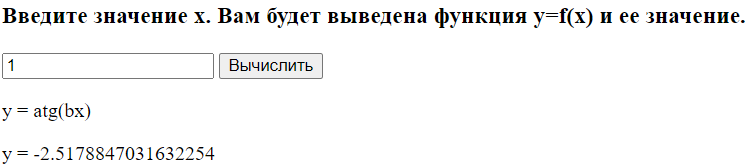 Введите значение x. Вам будет выведена функция y=f(x) и ее значение.
1 Вычислить
y = atg(bx)
y = -2.5178847031632254